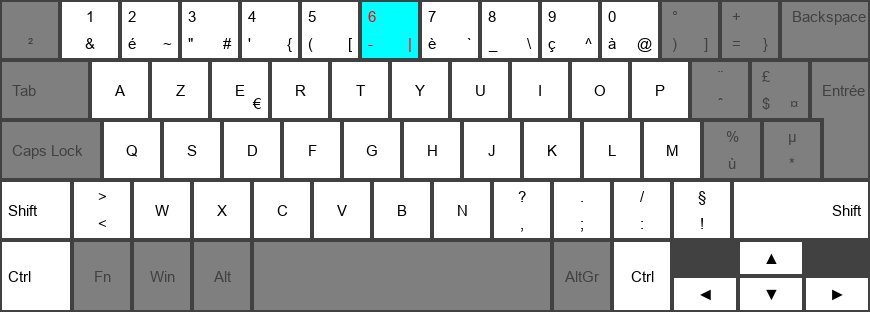 1 2 3 4 5 6 7 8 9 0 ° + Backspace
² & é ~ " # ' { ( [ - | è ` _ \ ç ^ à @ ) ] = }
Tab A Z E € R T Y U I O P ¨ ^ £ $ ¤ Entrée
Caps Lock Q S D F G H J K L M % ù µ *
Shift > < W X C V B N ? , . ; / : § ! Shift
Ctrl Fn Win Alt AltGr Ctrl ▲
◄ ▼ ►